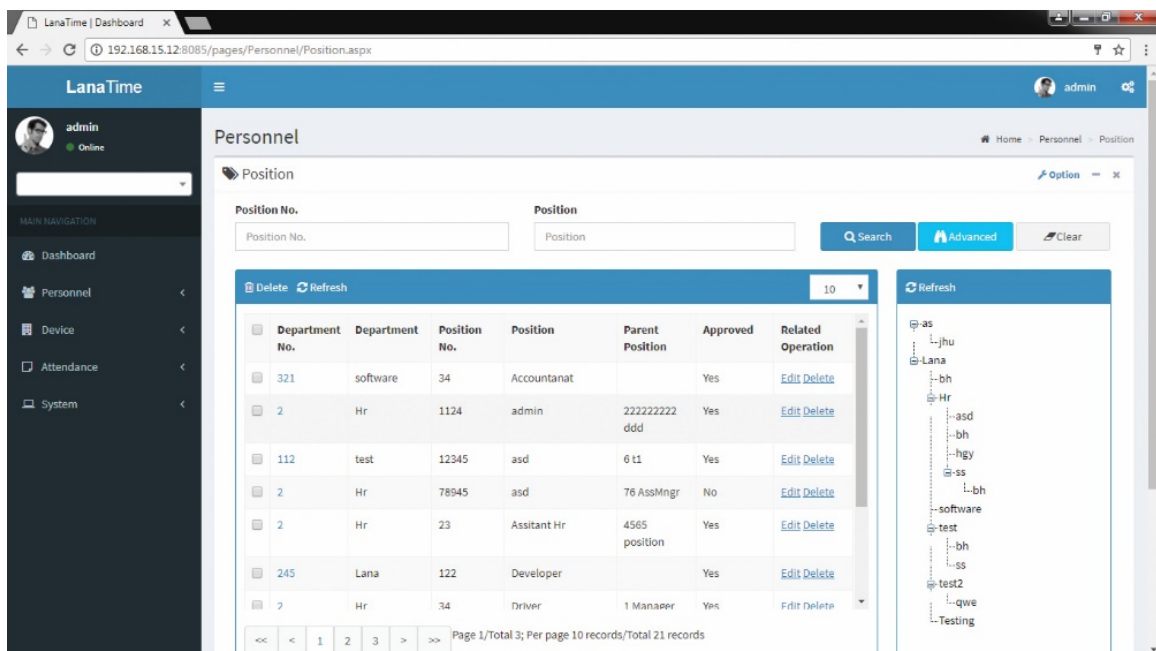 LanaTime | Dashboard
192.168.15.12:8085/pages/Personnel/Position.aspx
LanaTime
admin
admin
Online
Personnel
Home > Personnel > Position
Position
Option
MAIN NAVIGATION
Dashboard
Personnel
Device
Attendance
System
Position No. Position
Position No. Position Search Advanced Clear
Delete Refresh 10
Department No. Department Position No. Position Parent Position Approved Related Operation
321 software 34 Accountanat Yes Edit Delete
2 Hr 1124 admin 222222222 ddd Yes Edit Delete
112 test 12345 asd 6 t1 Yes Edit Delete
2 Hr 78945 asd 76 AssMngr No Edit Delete
2 Hr 23 Assitant Hr 4565 position Yes Edit Delete
245 Lana 122 Developer Yes Edit Delete
2 Hr 34 Driver 1 Manager Yes Edit Delete
<< < 1 2 3 > >> Page 1/Total 3; Per page 10 records/Total 21 records
Refresh
as
jhu
Lana
bh
Hr
asd
bh
hgy
ss
bh
software
test
bh
ss
test2
qwe
Testing